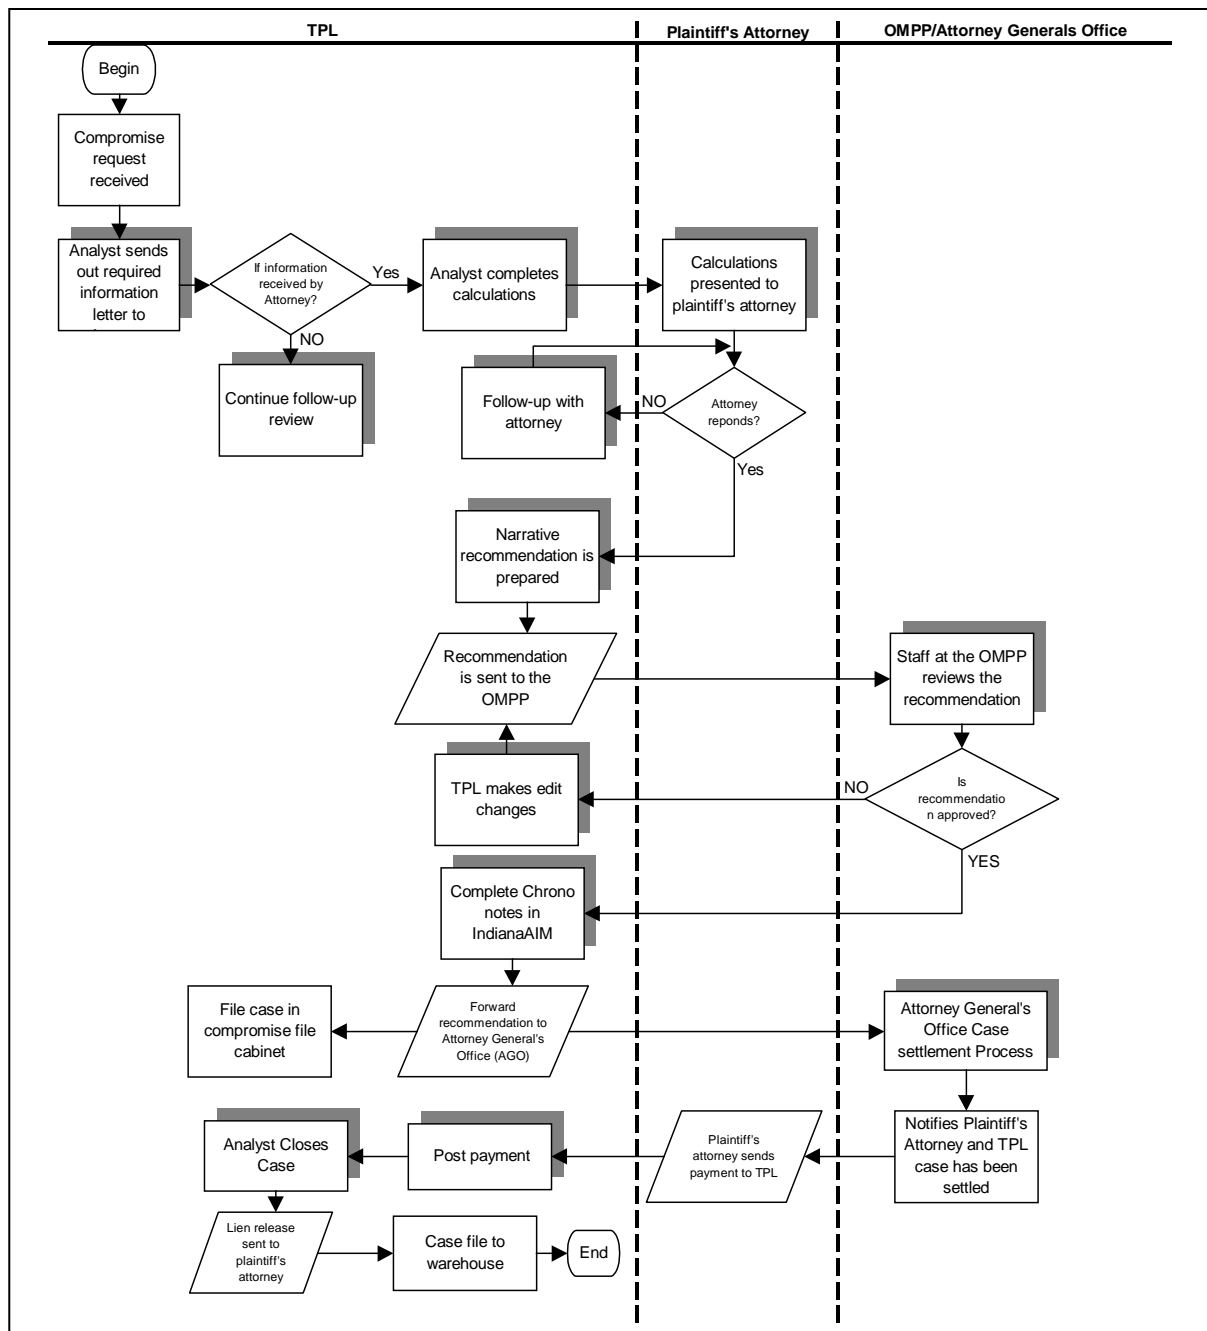 TPL
Plaintiff's Attorney
OMPP/Attorney Generals Office
Begin
Compromise
request
received
Analyst sends
out required
information
letter to
If information
received by
Attorney?
Yes
NO
Analyst completes
calculations
Calculations
presented to
plaintiff's attorney
Continue follow-up
review
Follow-up with
attorney
NO
Attorney
reponds?
Yes
Narrative
recommendation is
prepared
Recommendation
is sent to the
OMPP
Staff at the OMPP
reviews the
recommendation
TPL makes edit
changes
NO
Is
recommendatio
n approved?
YES
Complete Chrono
notes in
IndianaAIM
File case in
compromise file
cabinet
Forward
recommendation to
Attorney General's
Office (AGO)
Attorney General's
Office Case
settlement Process
Analyst Closes
Case
Post payment
Plaintiff's
attorney sends
payment to TPL
Notifies Plaintiff's
Attorney and TPL
case has been
settled
Lien release
sent to
plaintiff's
attorney
Case file to
warehouse
End